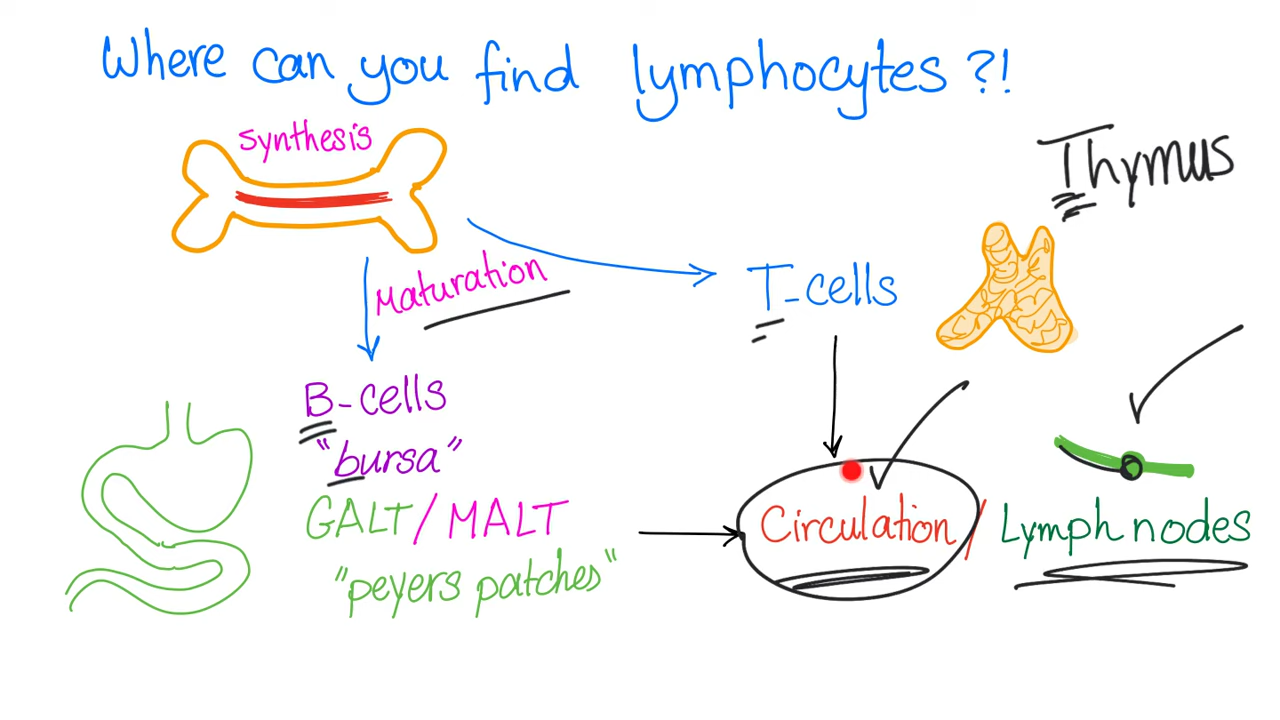 Where can you find lymphocytes?!
synthesis
Thymus
Maturation
T-cells
B-cells
"bursa"
GALT/MALT
"peyers patches"
Circulation/
Lymph nodes